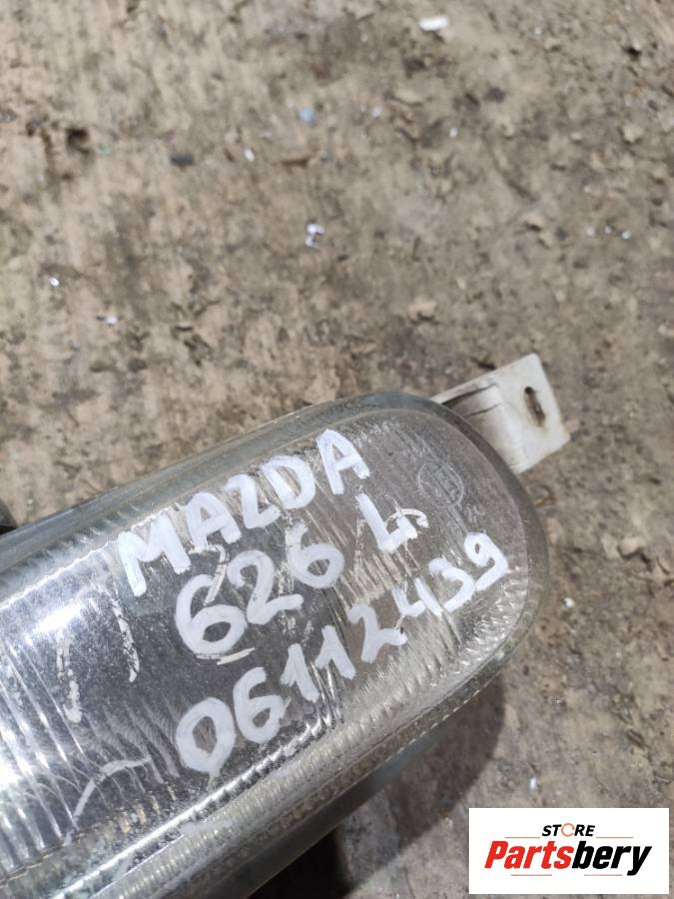 MAZDA
626 L
06112439
STORE
Partsbery